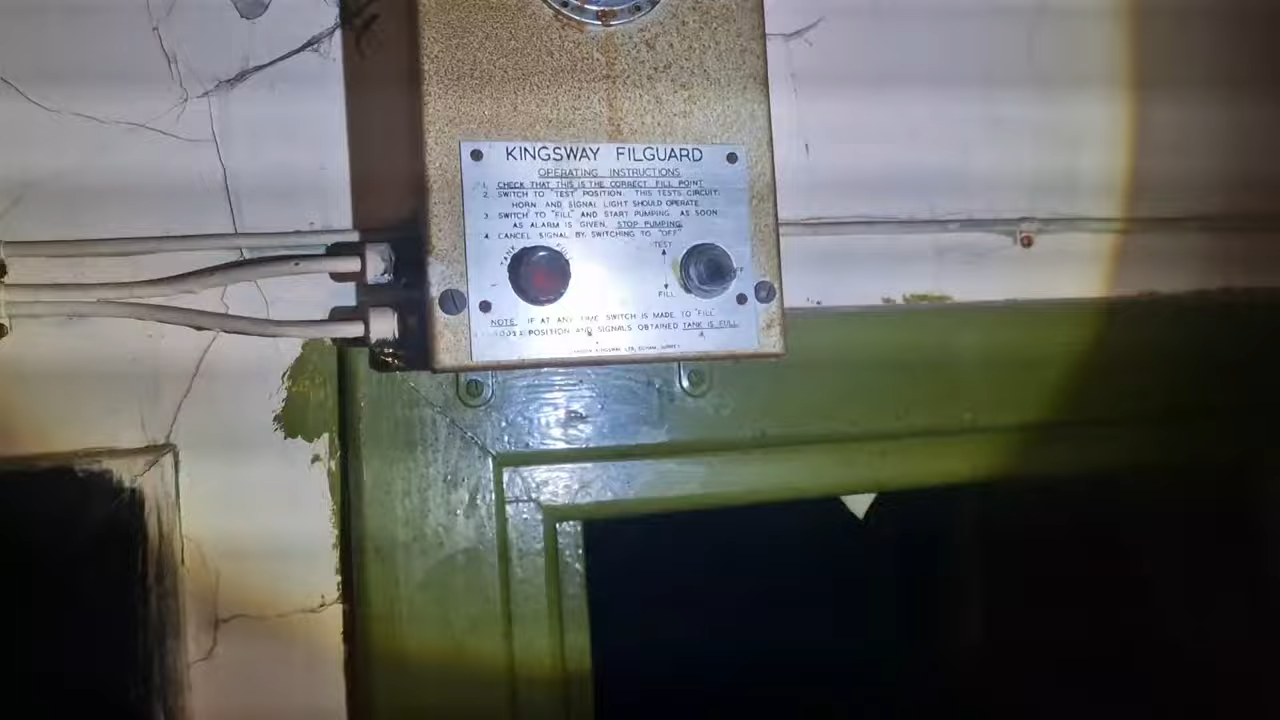 KINGSWAY FILGUARD
OPERATING INSTRUCTIONS
1. CHECK THAT THIS IS THE CORRECT FILL POINT
2. SWITCH TO "TEST" POSITION. THIS TESTS CIRCUIT.
HORN AND SIGNAL LIGHT SHOULD OPERATE.
3. SWITCH TO "FILL" AND START PUMPING. AS SOON
AS ALARM IS GIVEN, STOP PUMPING.
4. CANCEL SIGNAL BY SWITCHING TO "OFF"
TANK FULL
TEST
OFF
FILL
NOTE. IF AT ANY TIME SWITCH IS MADE TO "FILL"
POSITION AND SIGNALS OBTAINED TANK IS FULL.
KINGSWAY LTD, SURREY